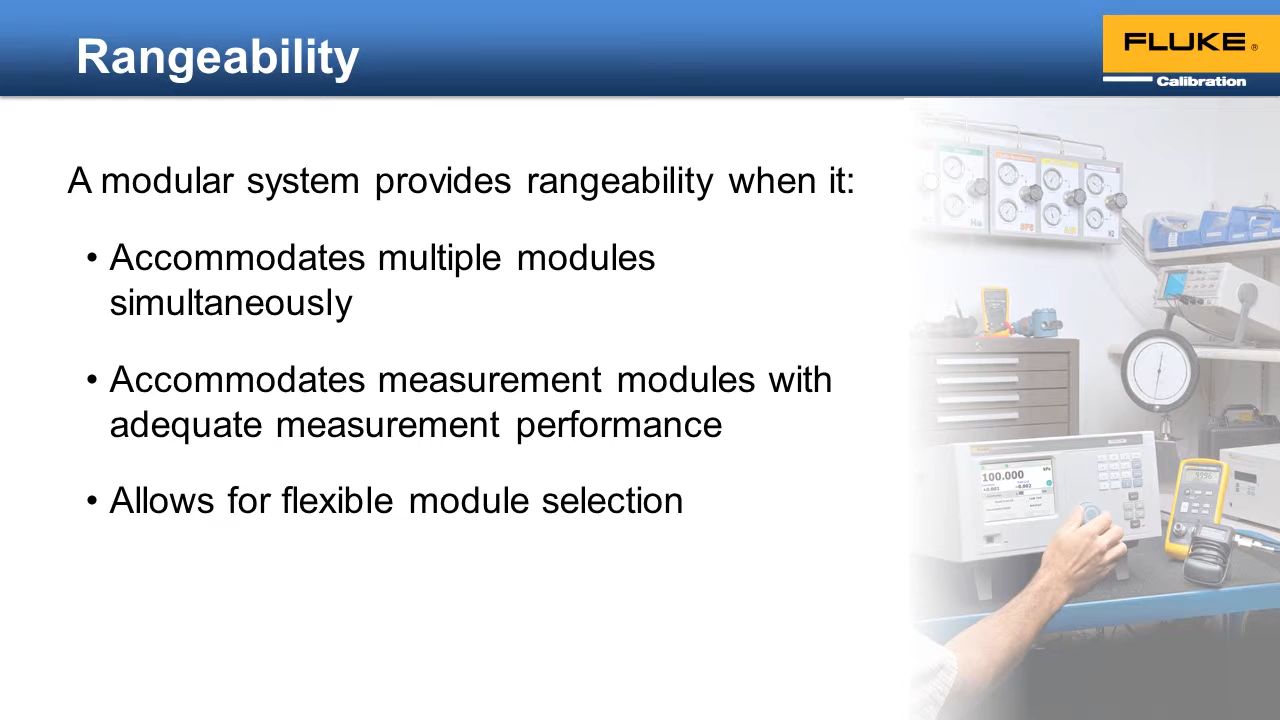 Rangeability
FLUKE ®
Calibration
A modular system provides rangeability when it:
• Accommodates multiple modules
simultaneously
• Accommodates measurement modules with
adequate measurement performance
• Allows for flexible module selection
100.000